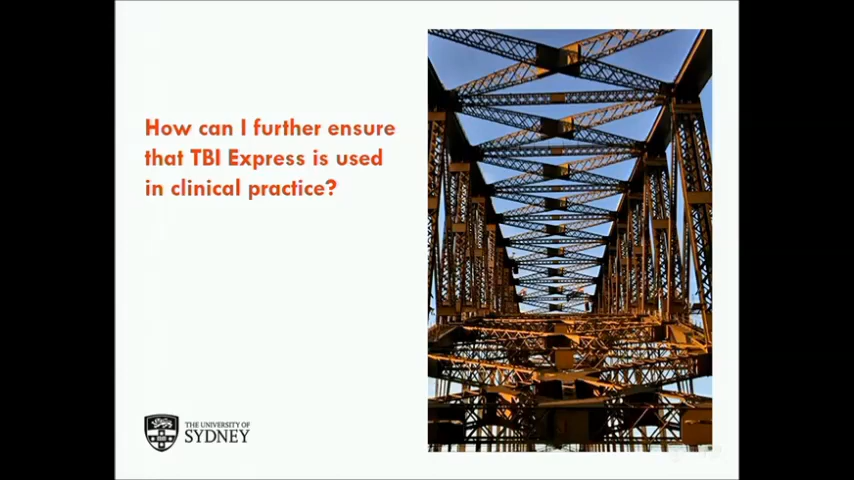 How can I further ensure
that TBI Express is used
in clinical practice?
THE UNIVERSITY OF
SYDNEY